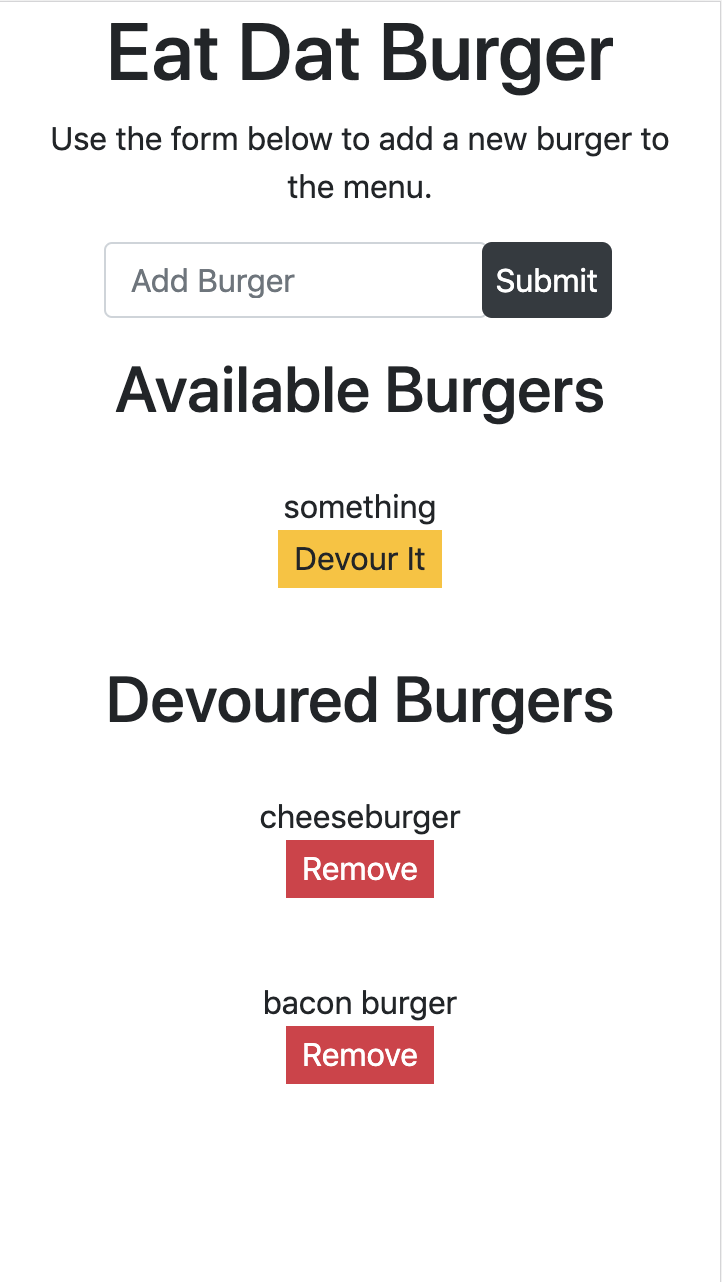 Eat Dat Burger
Use the form below to add a new burger to
the menu.
Add Burger
Submit
Available Burgers
something
Devour It
Devoured Burgers
cheeseburger
Remove
bacon burger
Remove